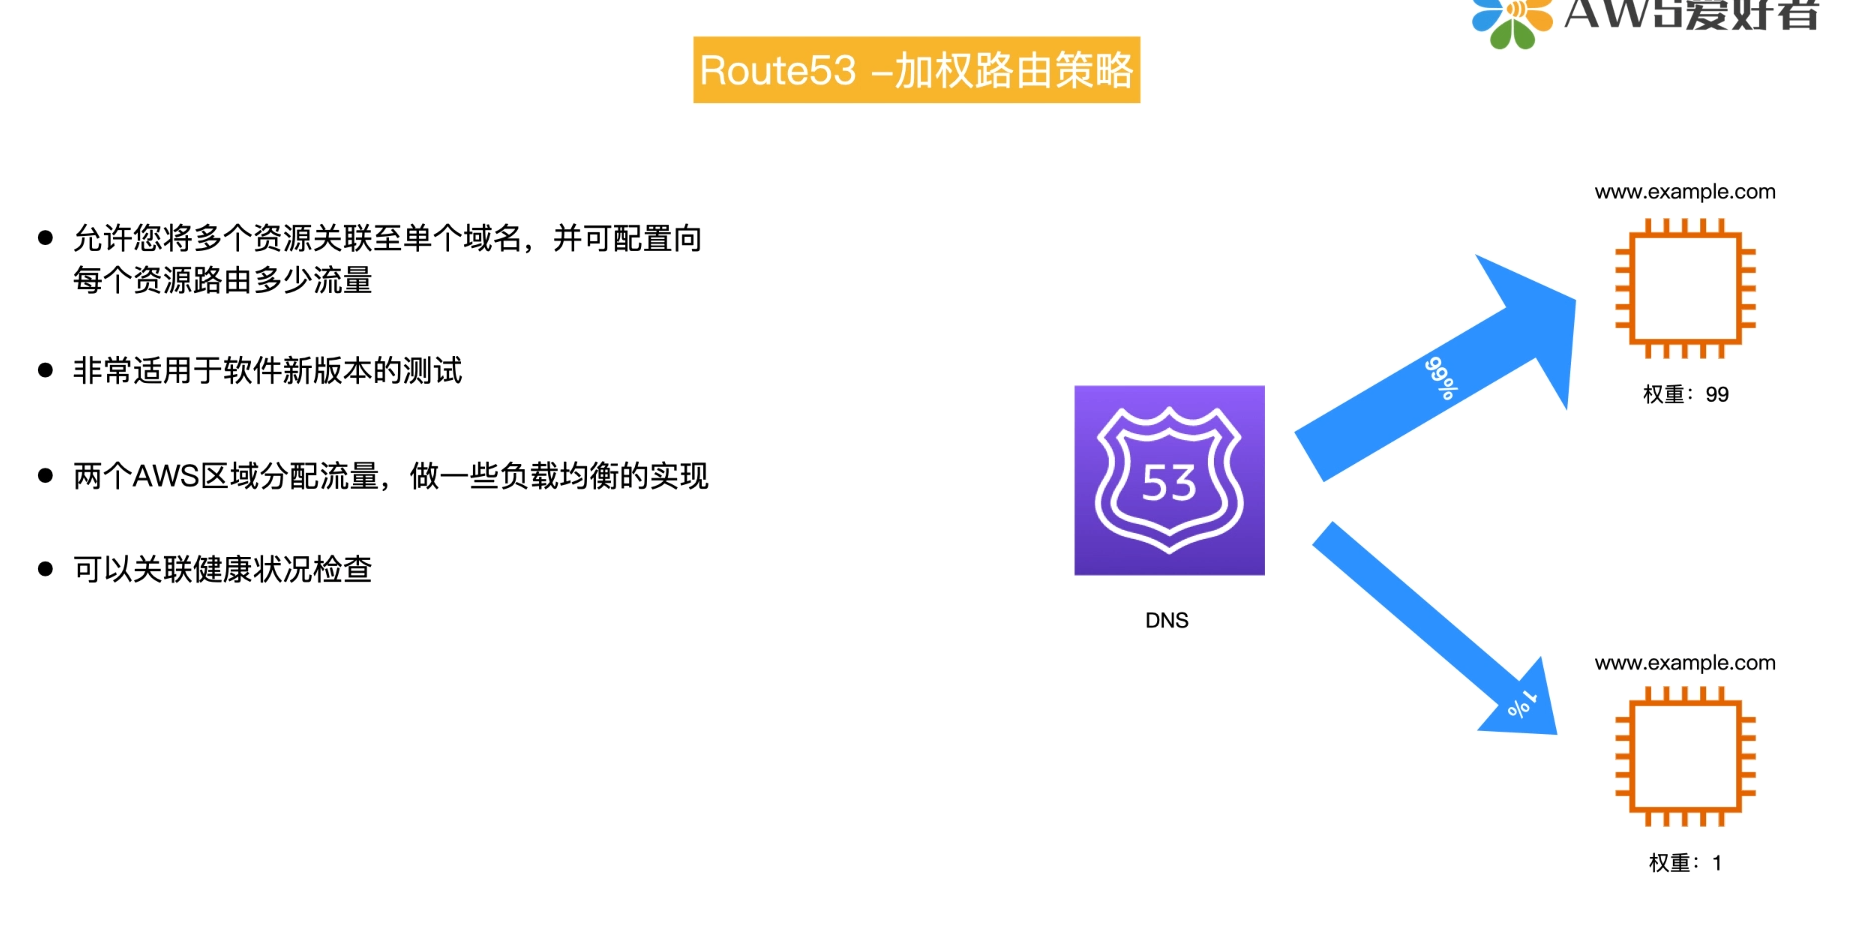 AWS爱好者
Route53 -加权路由策略
www.example.com
● 允许您将多个资源关联至单个域名，并可配置向
每个资源路由多少流量
● 非常适用于软件新版本的测试
99%
权重：99
● 两个AWS区域分配流量，做一些负载均衡的实现
53
● 可以关联健康状况检查
DNS
www.example.com
1%
权重：1